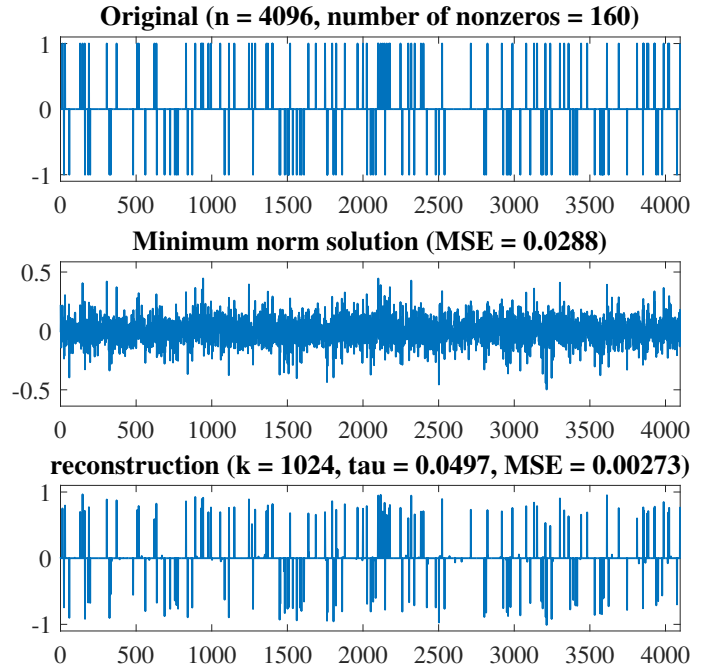 Original (n = 4096, number of nonzeros = 160)
1
0
-1
0 500 1000 1500 2000 2500 3000 3500 4000
Minimum norm solution (MSE = 0.0288)
0.5
0
-0.5
0 500 1000 1500 2000 2500 3000 3500 4000
reconstruction (k = 1024, tau = 0.0497, MSE = 0.00273)
1
0
-1
0 500 1000 1500 2000 2500 3000 3500 4000